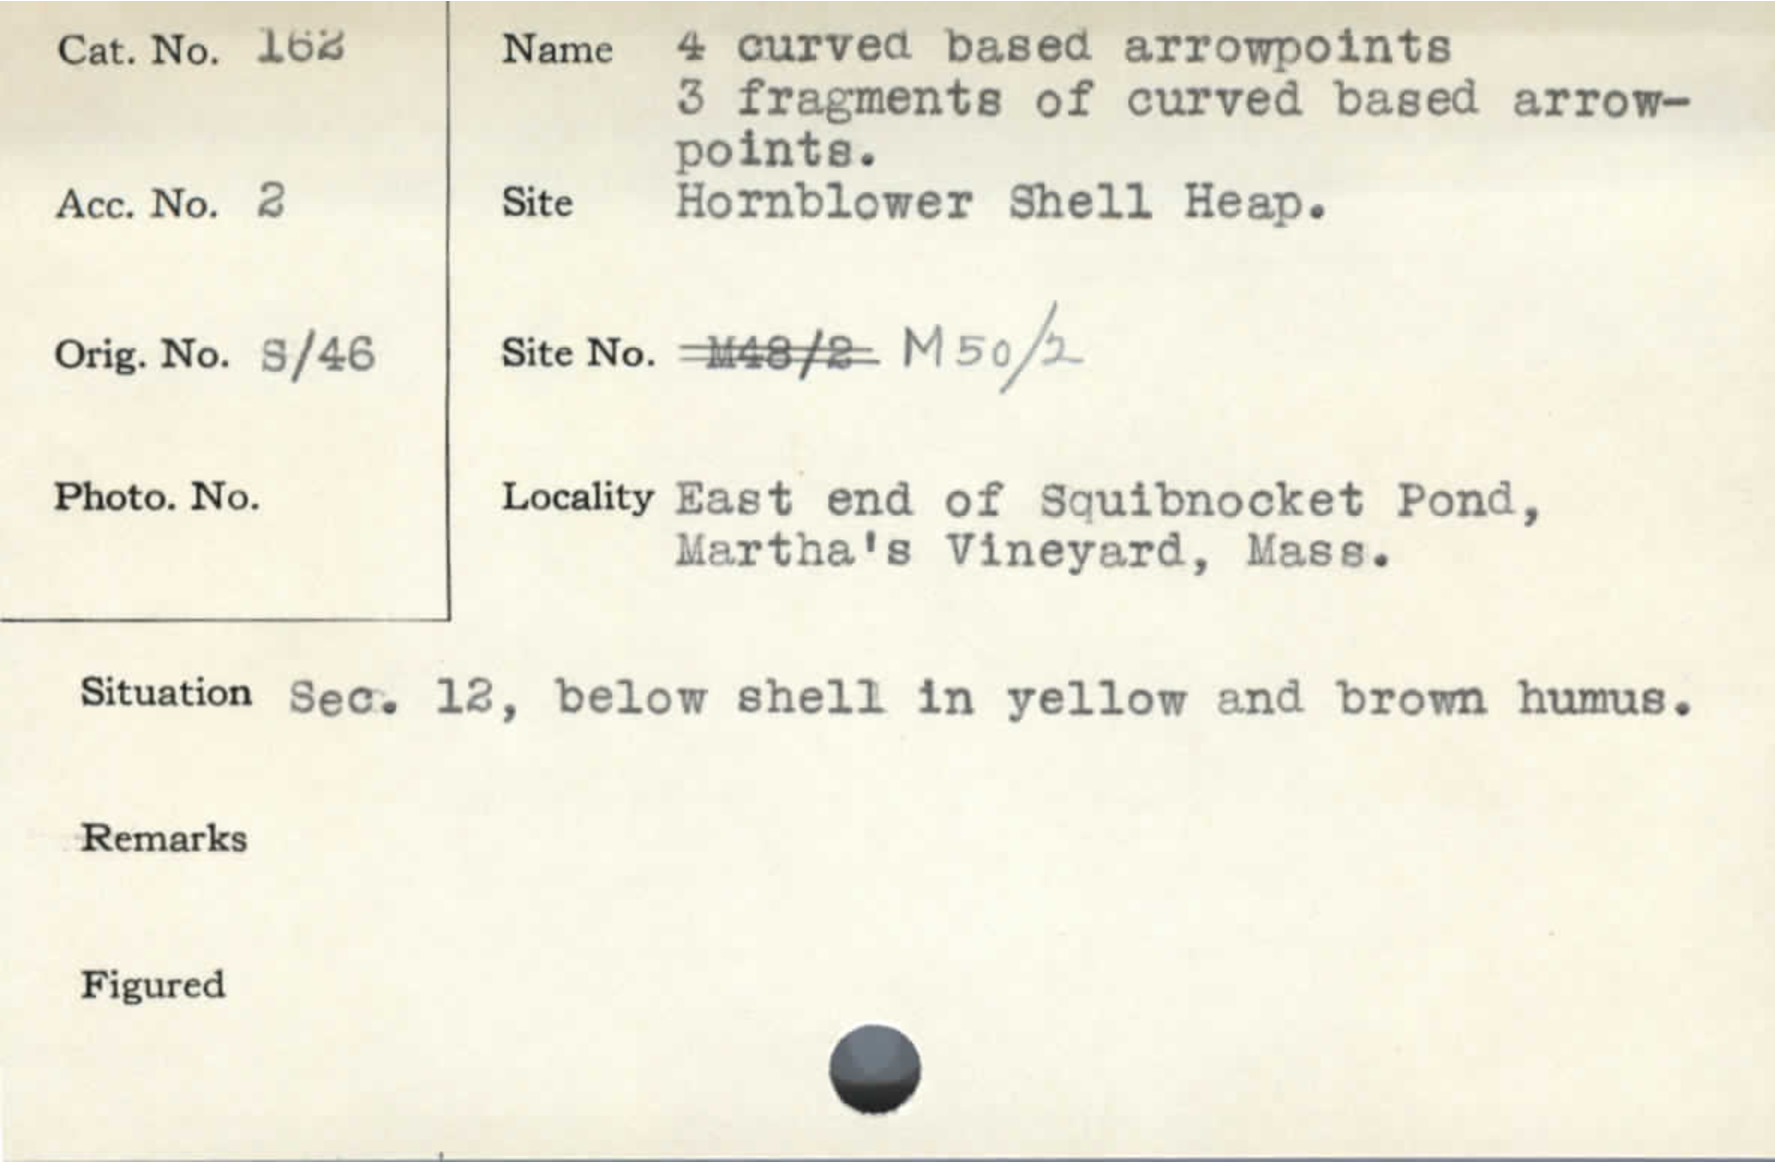 Cat. No. 162
Name 4 curved based arrowpoints
3 fragments of curved based arrow-
points.
Acc. No. 2
Site Hornblower Shell Heap.
Orig. No. S/46
Site No. M48/2 M50/2
Photo. No.
Locality East end of Squibnocket Pond,
Martha's Vineyard, Mass.
Situation Sec. 12, below shell in yellow and brown humus.
Remarks
Figured